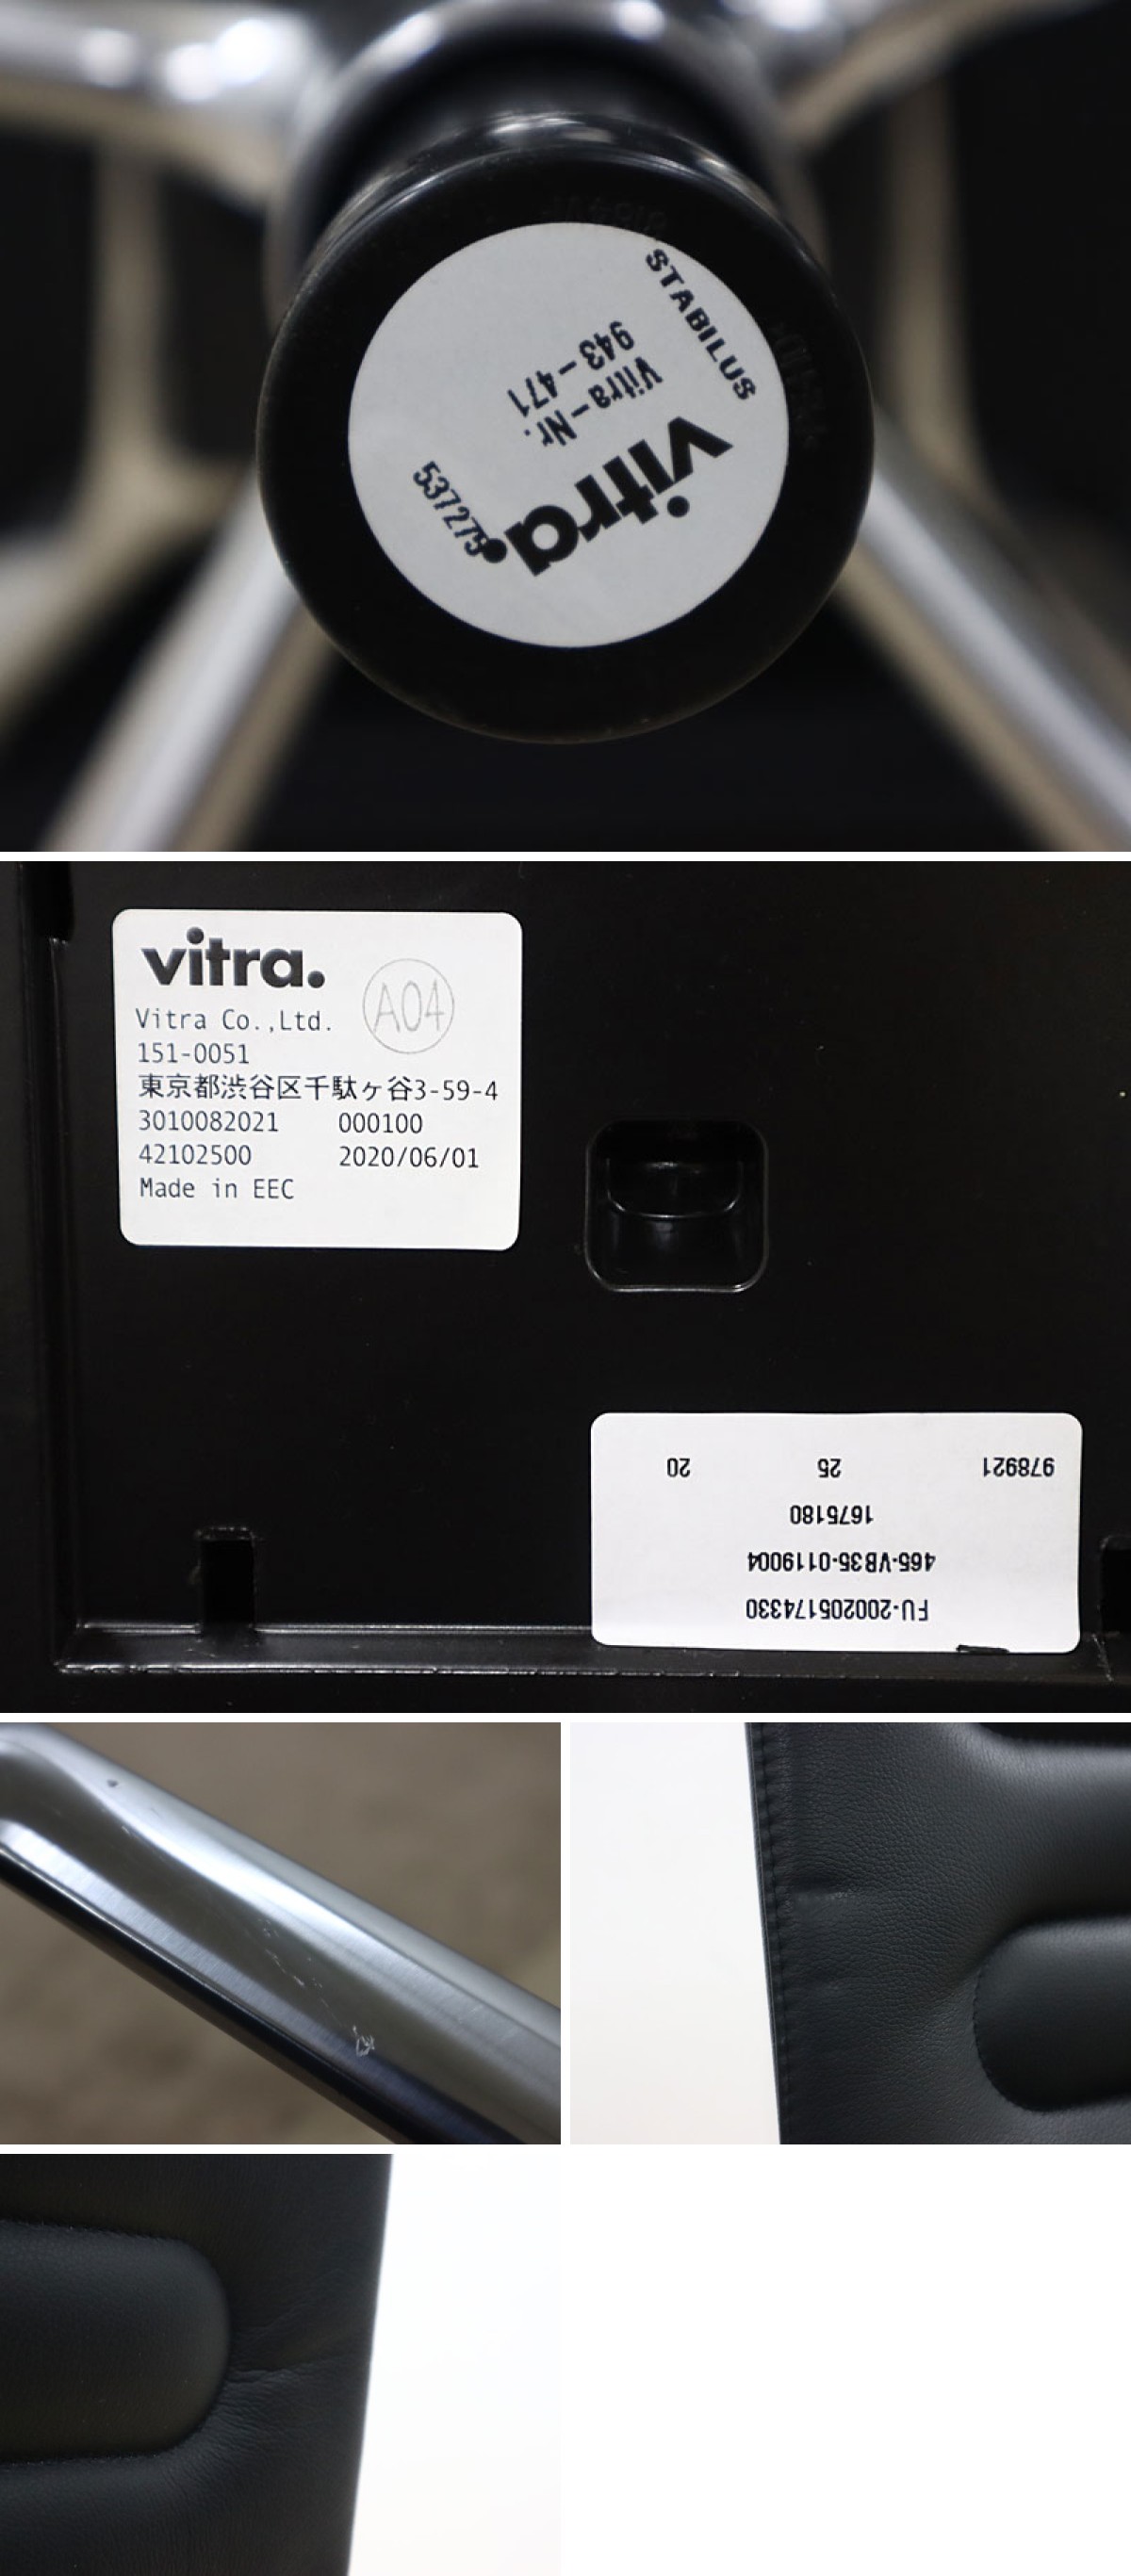 STABILUS
vitra.
Vitra-Nr.
943-471
537275
vitra.
A04
Vitra Co.,Ltd.
151-0051
東京都渋谷区千駄ヶ谷3-59-4
3010082021 000100
42102500 2020/06/01
Made in EEC
FU-200205174330
465-VB35-0119004
1675180
978921 25 20